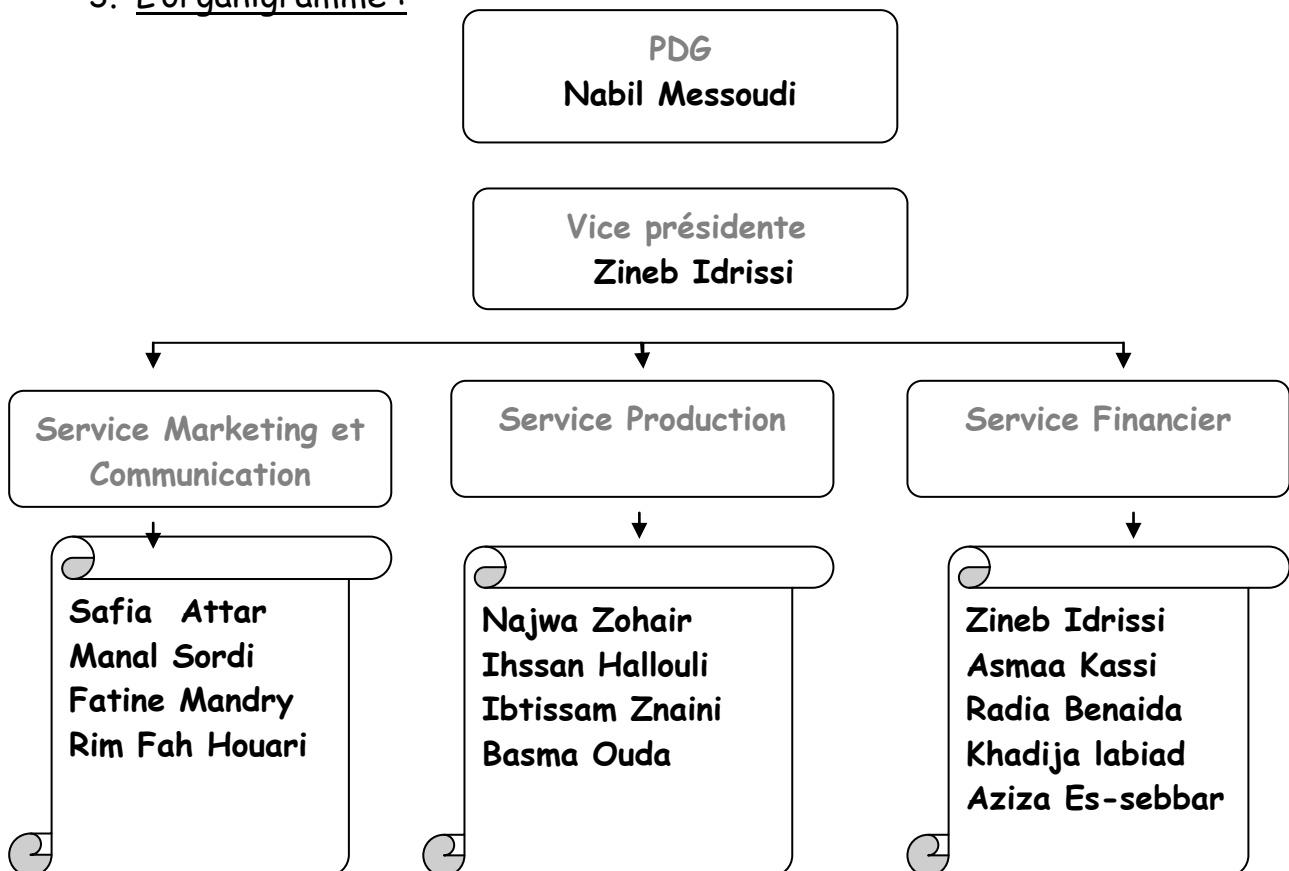 3. L'organigramme :
PDG
Nabil Messoudi
Vice présidente
Zineb Idrissi
Service Marketing et
Communication
Service Production
Service Financier
Safia Attar
Manal Sordi
Fatine Mandry
Rim Fah Houari
Najwa Zohair
Ihssan Hallouli
Ibtissam Znaini
Basma Ouda
Zineb Idrissi
Asmaa Kassi
Radia Benaida
Khadija labiad
Aziza Es-sebbar